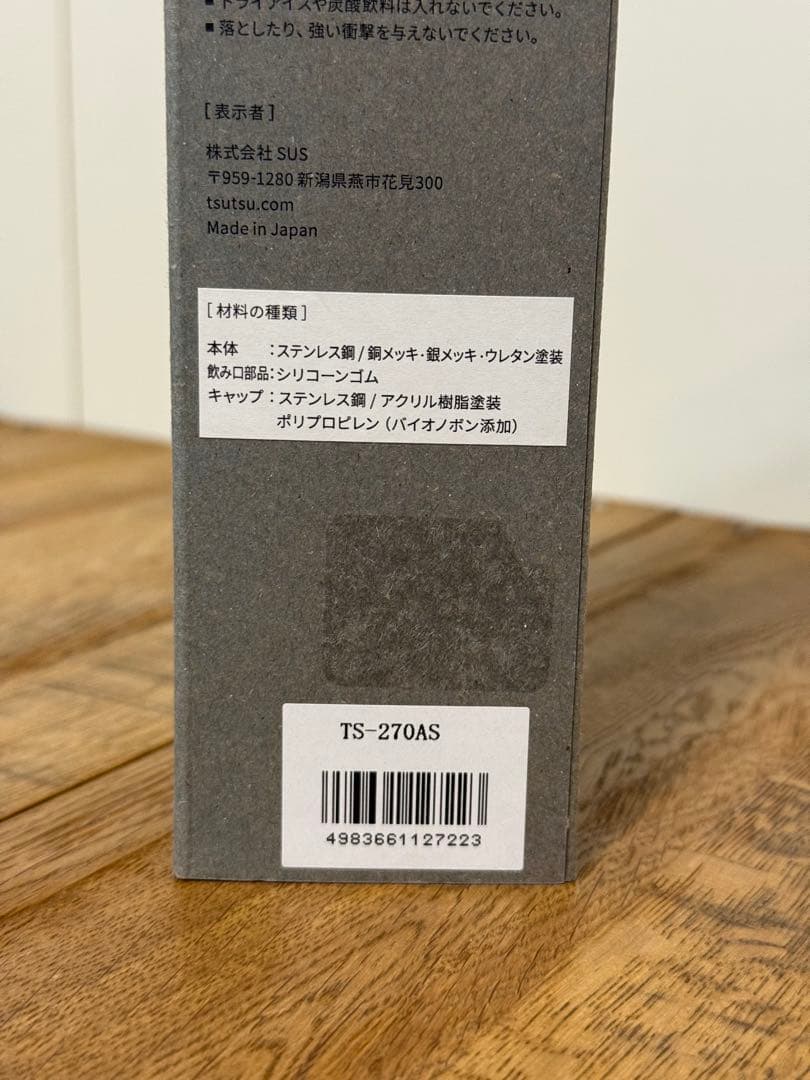 ■ ドライアイスや炭酸飲料は入れないでください。
■ 落としたり、強い衝撃を与えないでください。
[ 表示者 ]
株式会社 SUS
〒959-1280 新潟県燕市花見300
tsutsu.com
Made in Japan
[ 材料の種類 ]
本体 : ステンレス鋼 / 銅メッキ・銀メッキ・ウレタン塗装
飲み口部品 : シリコーンゴム
キャップ : ステンレス鋼 / アクリル樹脂塗装
ポリプロピレン（バイオノボン添加）
TS-270AS
4983661127223